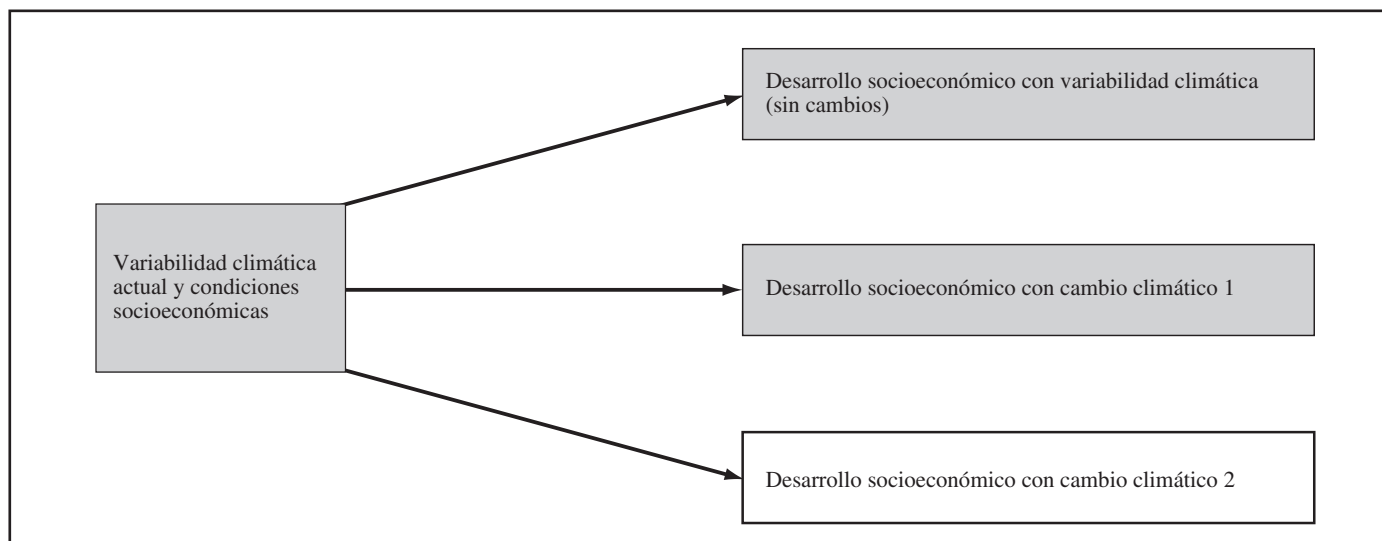 Desarrollo socioeconómico con variabilidad climática
(sin cambios)
Variabilidad climática
actual y condiciones
socioeconómicas
Desarrollo socioeconómico con cambio climático 1
Desarrollo socioeconómico con cambio climático 2